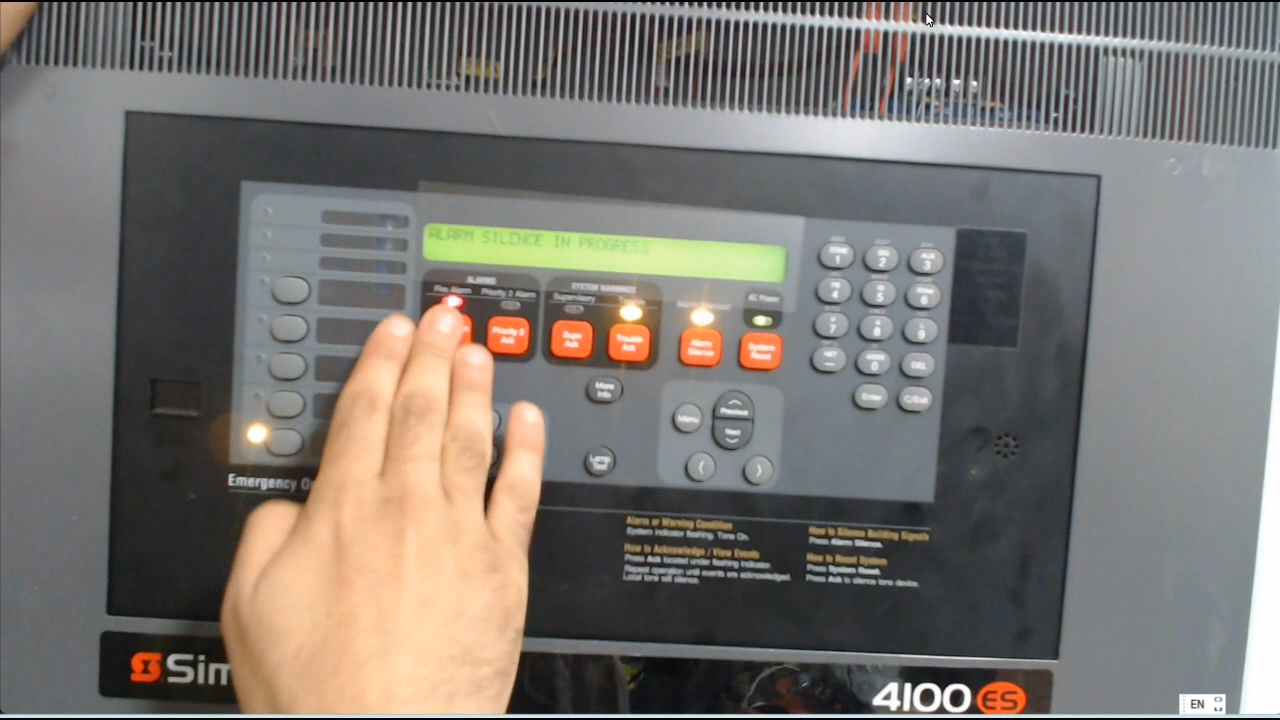 ALARM SILENCE IN PROGRESS
ALARMS
SYSTEM WARNINGS
Fire Alarm
Priority 2 Alarm
Supervisory
AC Power
Priority 2
Ack
Supv
Ack
Trouble
Ack
Alarm
Silence
System
Reset
ZONE
1
2
AUX
3
4
5
6
7
8
9
NET
0
DEL
Enter
C/Exit
More
Info
Menu
Previous
Next
Lamp
Test
Emergency
Alarm or Warning Condition
System indicator flashing. Tone On.
How to Acknowledge / View Events
Press Ack located under flashing indicator.
Repeat operation until events are acknowledged.
Local tone will silence.
How to Silence Building Signals
Press Alarm Silence.
How to Reset System
Press System Reset.
Press Ack to silence tone device.
Sim
4100 ES
EN